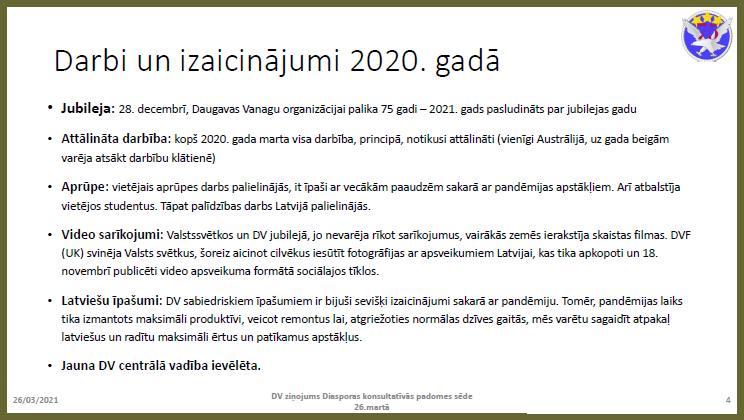 Darbi un izaicinājumi 2020. gadā
• Jubileja: 28. decembrī, Daugavas Vanagu organizācijai palika 75 gadi – 2021. gads pasludināts par jubilejas gadu
• Attālināta darbība: kopš 2020. gada marta visa darbība, principā, notikusi attālināti (vienīgi Austrālijā, uz gada beigām
varēja atsākt darbību klātienē)
• Aprūpe: vietējais aprūpes darbs palielinājās, it īpaši ar vecākām paaudzēm sakarā ar pandēmijas apstākļiem. Arī atbalstīja
vietējos studentus. Tāpat palīdzības darbs Latvijā palielinājās.
• Video sarīkojumi: Valstssvētkos un DV jubilejā, jo nevarēja rīkot sarīkojumus, vairākās zemēs ierakstīja skaistas filmas. DVF
(UK) svinēja Valsts svētkus, šoreiz aicinot cilvēkus iesūtīt fotogrāfijas ar apsveikumiem Latvijai, kas tika apkopoti un 18.
novembrī publicēti video apsveikuma formātā sociālajos tīklos.
• Latviešu īpašumi: DV sabiedriskiem īpašumiem ir bijuši sevišķi izaicinājumi sakarā ar pandēmiju. Tomēr, pandēmijas laiks
tika izmantots maksimāli produktīvi, veicot remontus lai, atgriežoties normālas dzīves gaitās, mēs varētu sagaidīt atpakaļ
latviešus un radītu maksimāli ērtus un patīkamus apstākļus.
• Jauna DV centrālā vadība ievēlēta.
26/03/2021
DV ziņojums Diasporas konsultatīvās padomes sēde
26.martā
4